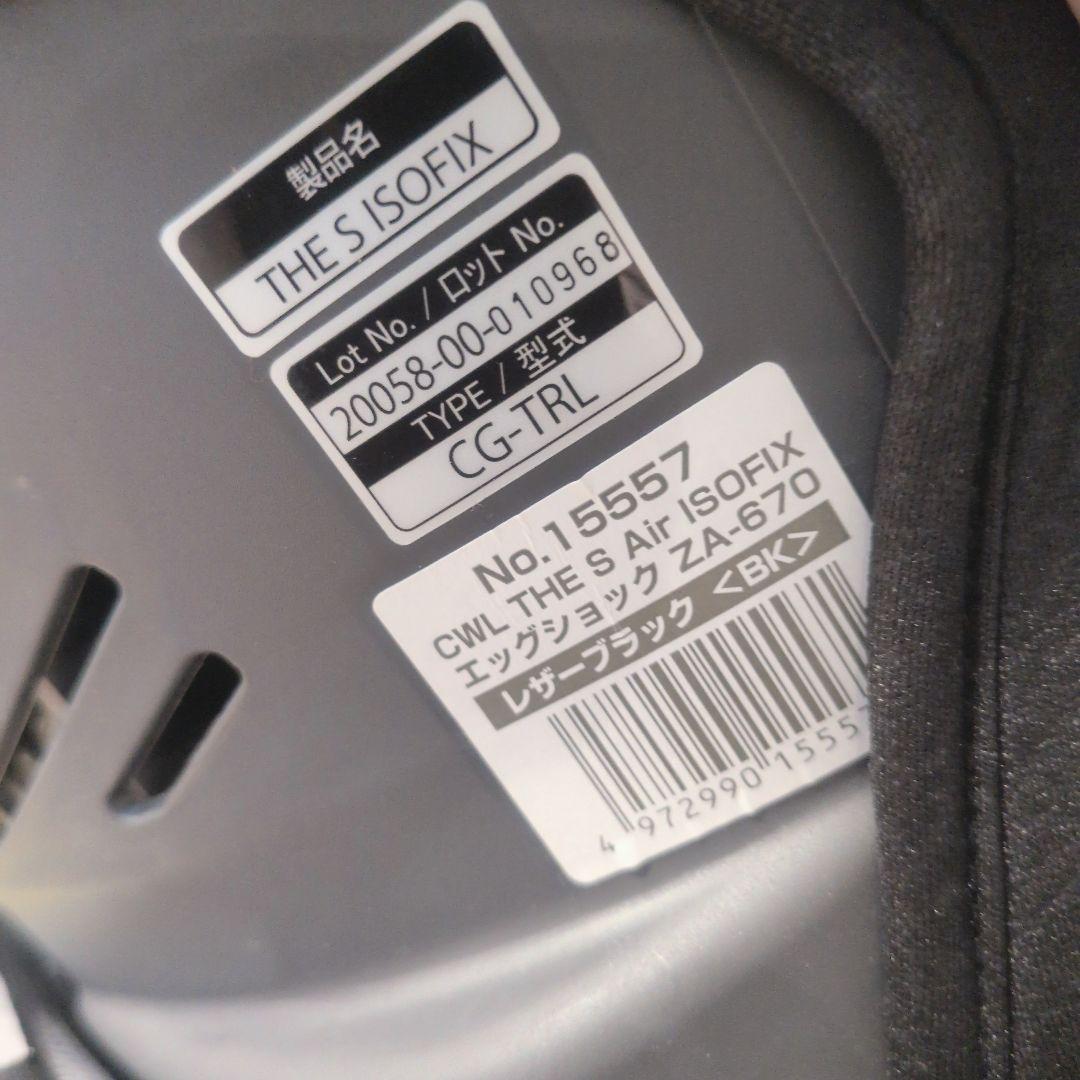 製品名
THE S ISOFIX
Lot No. / ロット No.
20058-00-010968
TYPE / 型式
CG-TRL
No.15557
CWL THE S Air ISOFIX
エッグショック ZA-670
レザーブラック <BK>
4 972990 15557